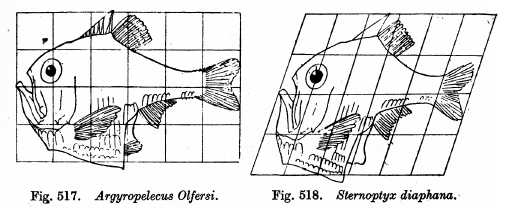 Fig. 517. Argyropelecus Olfersi.
Fig. 518. Sternoptyx diaphana.